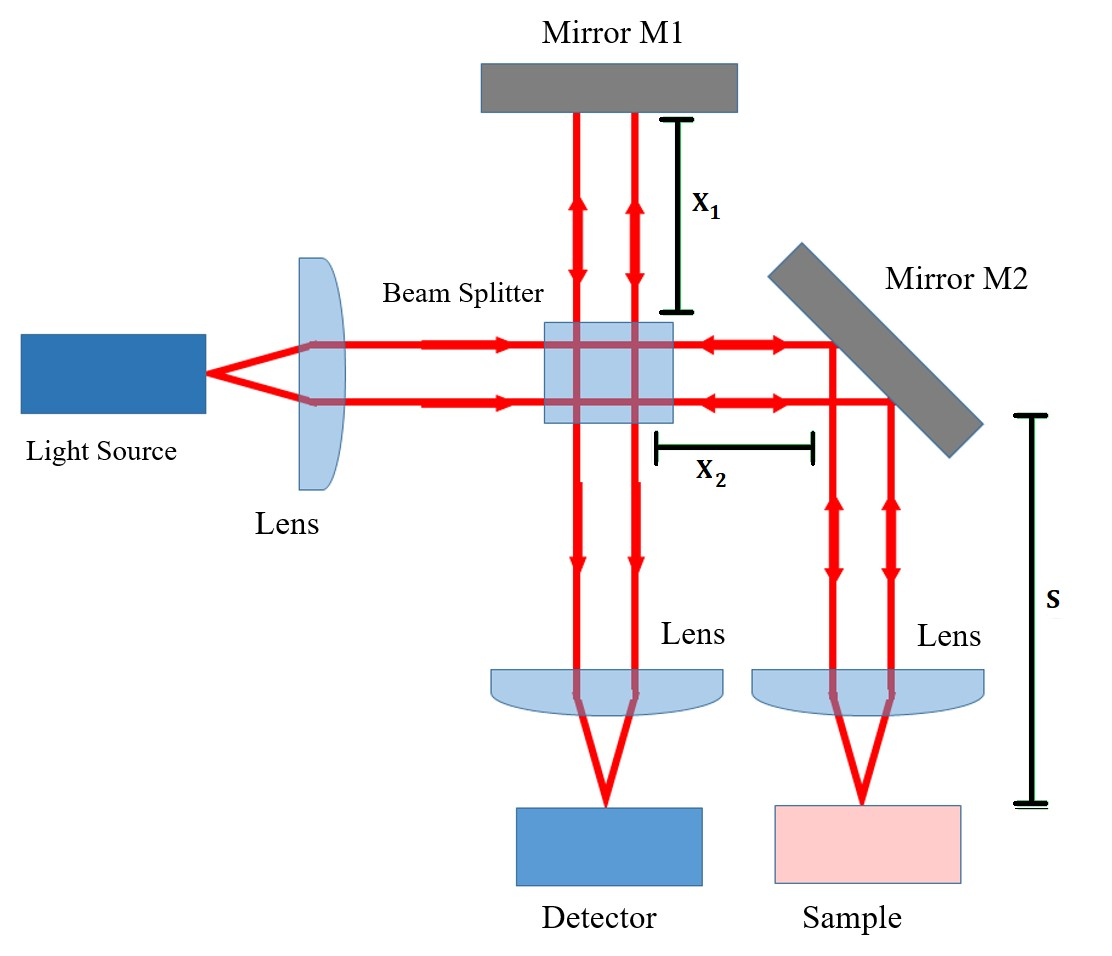 Mirror M1
X₁
Beam Splitter
Mirror M2
Light Source
X₂
Lens
S
Lens
Lens
Detector
Sample